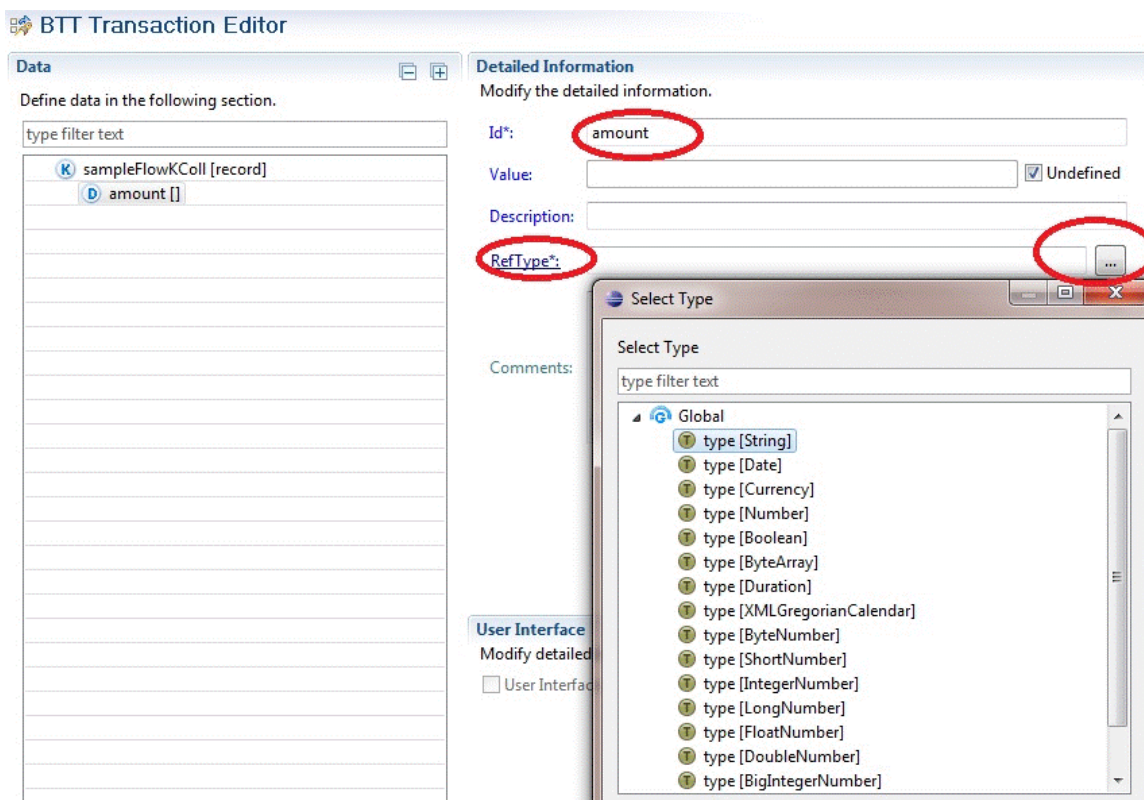 BTT Transaction Editor
Data
Define data in the following section.
type filter text
K sampleFlowKColl [record]
D amount []
Detailed Information
Modify the detailed information.
Id*: amount
Value: Undefined
Description:
RefType*: ...
Select Type
Select Type
type filter text
G Global
T type [String]
T type [Date]
T type [Currency]
T type [Number]
T type [Boolean]
T type [ByteArray]
T type [Duration]
T type [XMLGregorianCalendar]
T type [ByteNumber]
T type [ShortNumber]
T type [IntegerNumber]
T type [LongNumber]
T type [FloatNumber]
T type [DoubleNumber]
T type [BigIntegerNumber]
Comments:
User Interface
Modify detailed
User Interfac